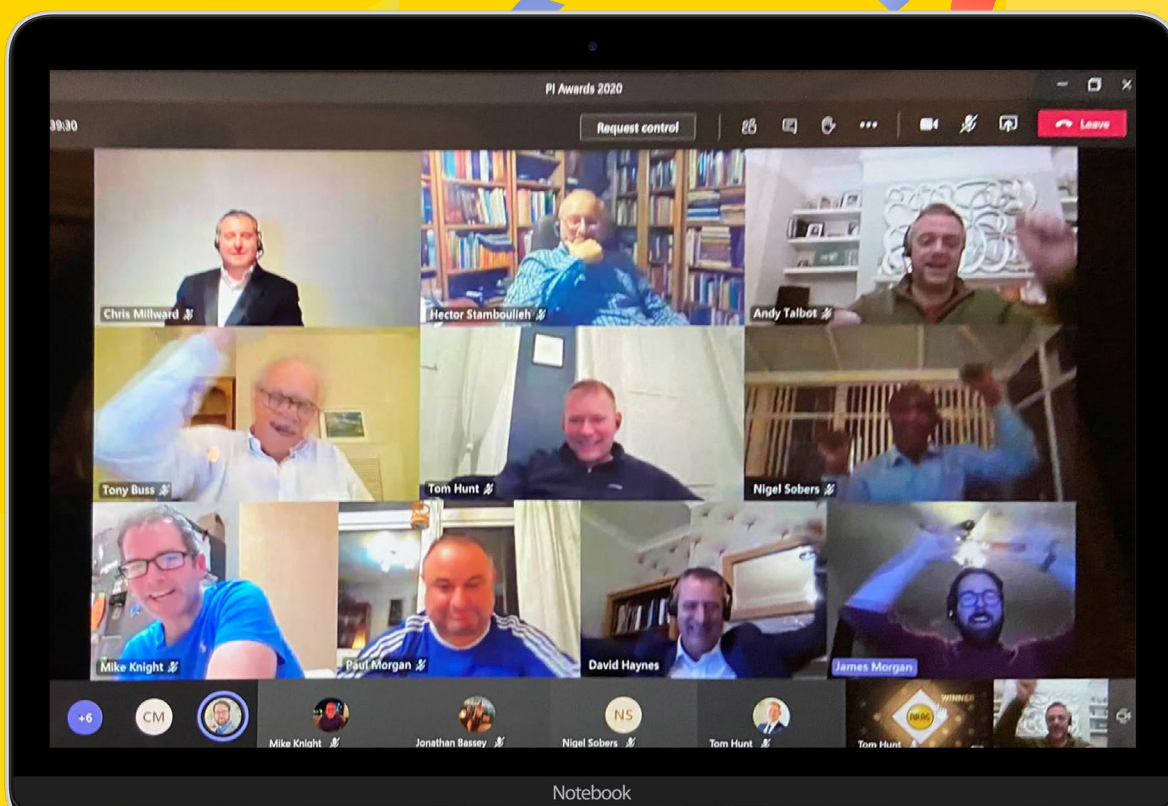 PI Awards 2020
39:30
Request control
Leave
Chris Millward
Hector Stamboulieh
Andy Talbot
Tony Buss
Tom Hunt
Nigel Sobers
Mike Knight
Paul Morgan
David Haynes
James Morgan
+6
CM
NS
WINNER
ARAG
Mike Knight
Jonathan Bassey
Nigel Sobers
Tom Hunt
Tom Hunt
Notebook